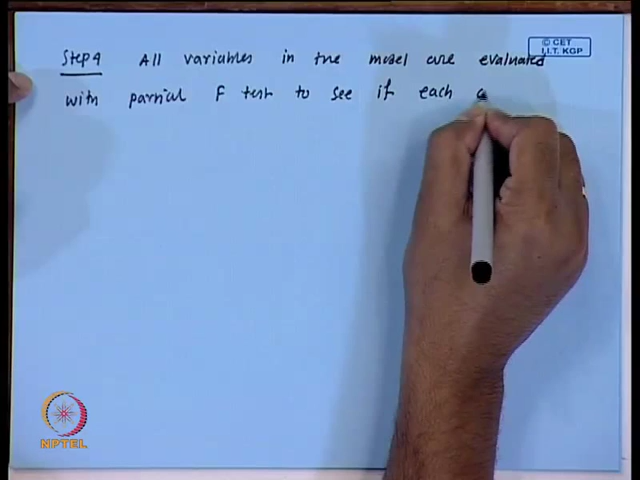 © CET
I.I.T. KGP
Step 4 All variables in the model are evaluated
with partial F test to see if each
NPTEL